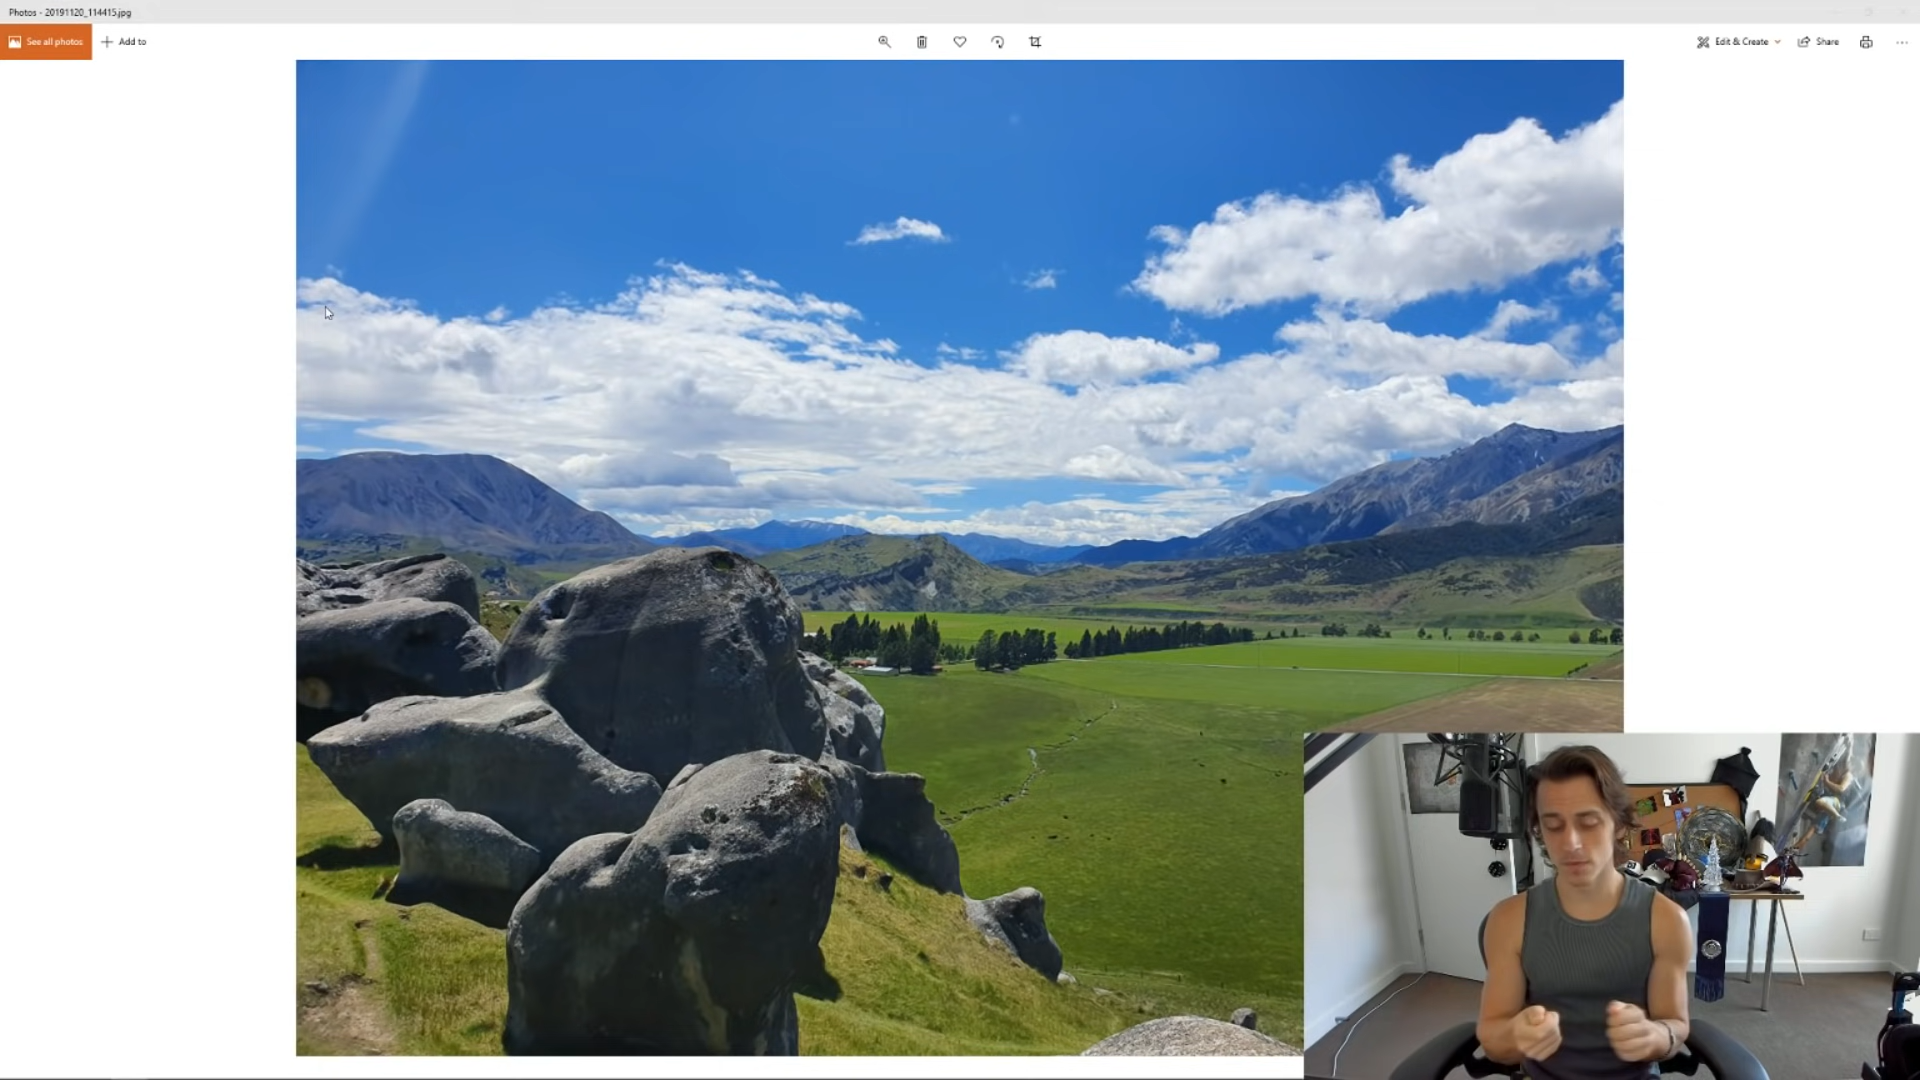 Photos - 20191120_114415.jpg
See all photos
Add to
Edit & Create
Share